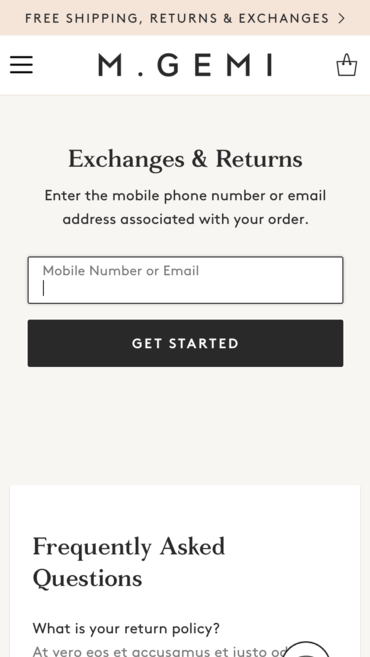 FREE SHIPPING, RETURNS & EXCHANGES
M.GEMI
Exchanges & Returns
Enter the mobile phone number or email
address associated with your order.
Mobile Number or Email
GET STARTED
Frequently Asked
Questions
What is your return policy?
At vero eos et accusamus et iusto